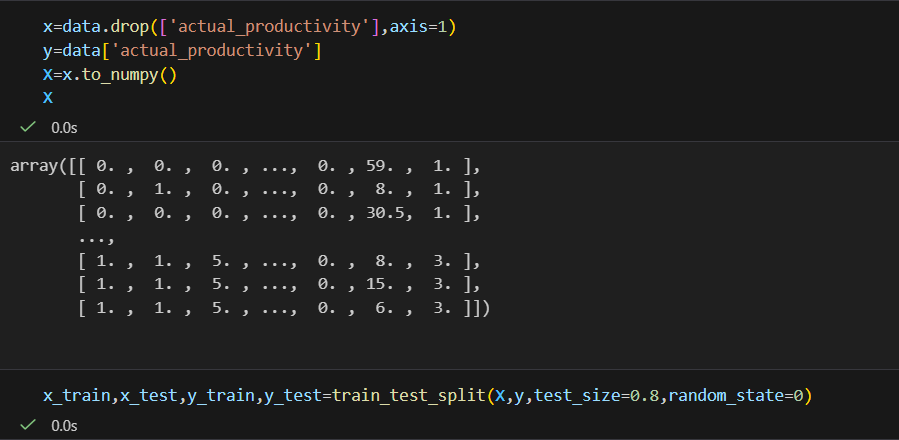 x=data.drop(['actual_productivity'],axis=1)
y=data['actual_productivity']
X=x.to_numpy()
X
0.0s
array([[ 0. ,  0. ,  0. , ...,  0. , 59. ,  1. ],
       [ 0. ,  1. ,  0. , ...,  0. ,  8. ,  1. ],
       [ 0. ,  0. ,  0. , ...,  0. , 30.5,  1. ],
       ...,
       [ 1. ,  1. ,  5. , ...,  0. ,  8. ,  3. ],
       [ 1. ,  1. ,  5. , ...,  0. , 15. ,  3. ],
       [ 1. ,  1. ,  5. , ...,  0. ,  6. ,  3. ]])
x_train,x_test,y_train,y_test=train_test_split(X,y,test_size=0.8,random_state=0)
0.0s